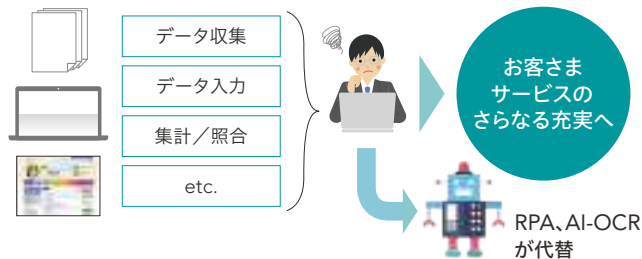 データ収集
データ入力
集計／照合
etc.
お客さま
サービスの
さらなる充実へ
RPA、AI-OCR
が代替